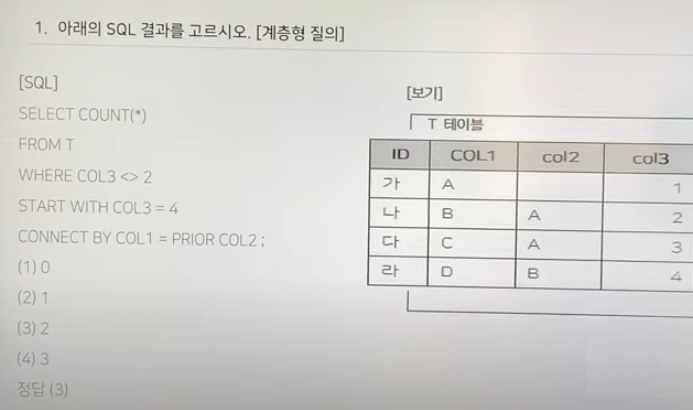 1. 아래의 SQL 결과를 고르시오. [계층형 질의]
[SQL]
SELECT COUNT(*)
FROM T
WHERE COL3 <> 2
START WITH COL3 = 4
CONNECT BY COL1 = PRIOR COL2 ;
(1) 0
(2) 1
(3) 2
(4) 3
정답 (3)
[보기]
T 테이블
ID COL1 col2 col3
가 A 1
나 B A 2
다 C A 3
라 D B 4